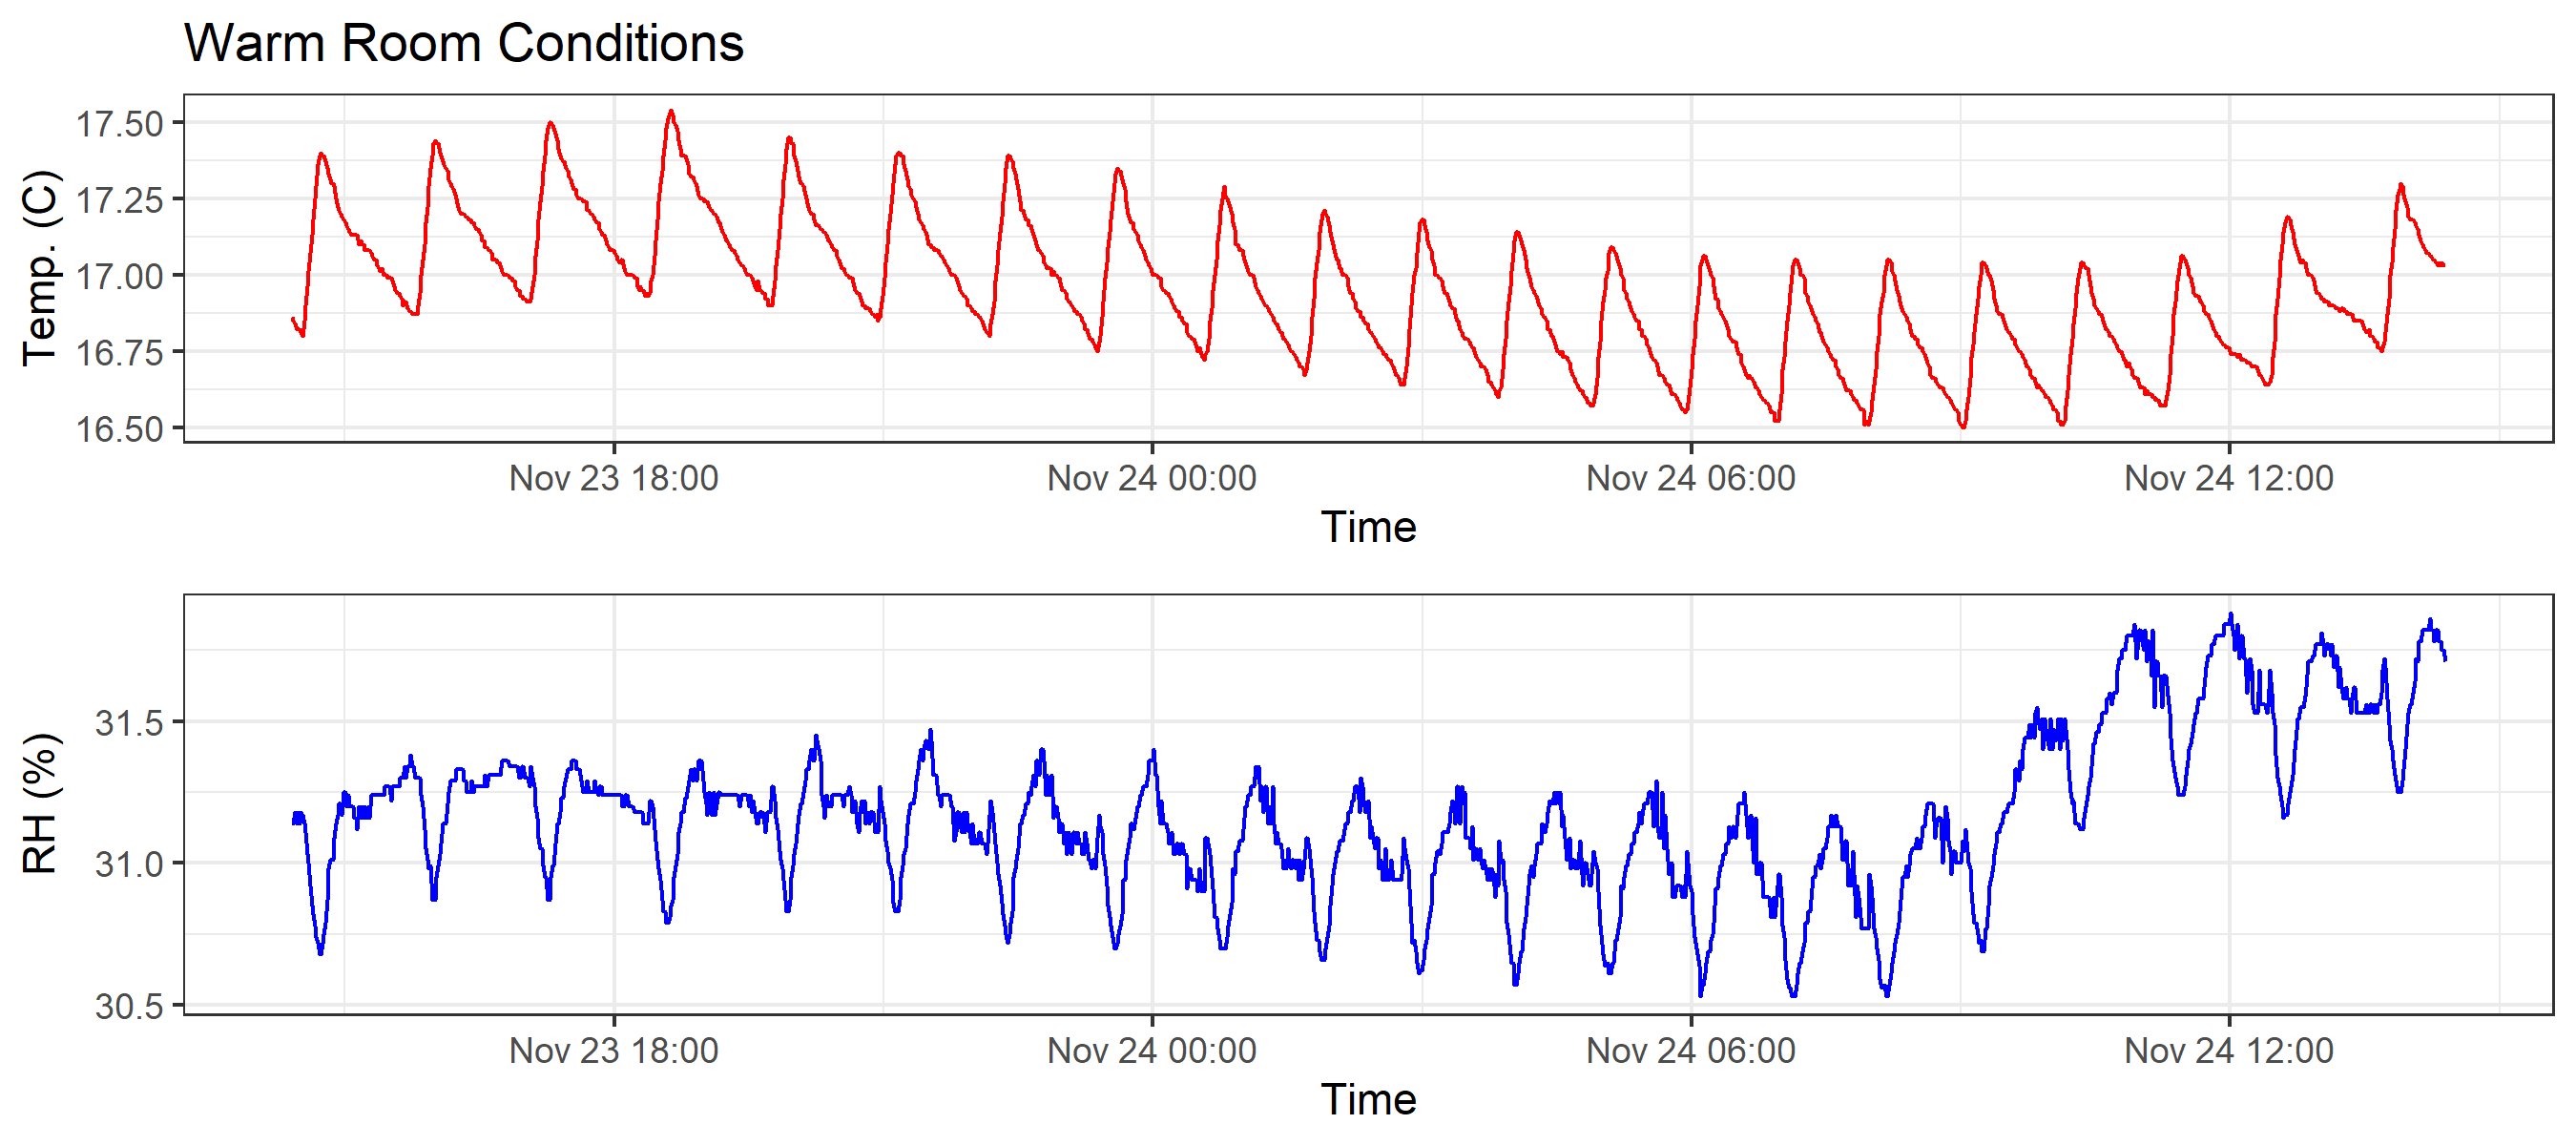 Warm Room Conditions
Temp. (C)
17.50
17.25
17.00
16.75
16.50
Nov 23 18:00 Nov 24 00:00 Nov 24 06:00 Nov 24 12:00
Time
RH (%)
31.5
31.0
30.5
Nov 23 18:00 Nov 24 00:00 Nov 24 06:00 Nov 24 12:00
Time